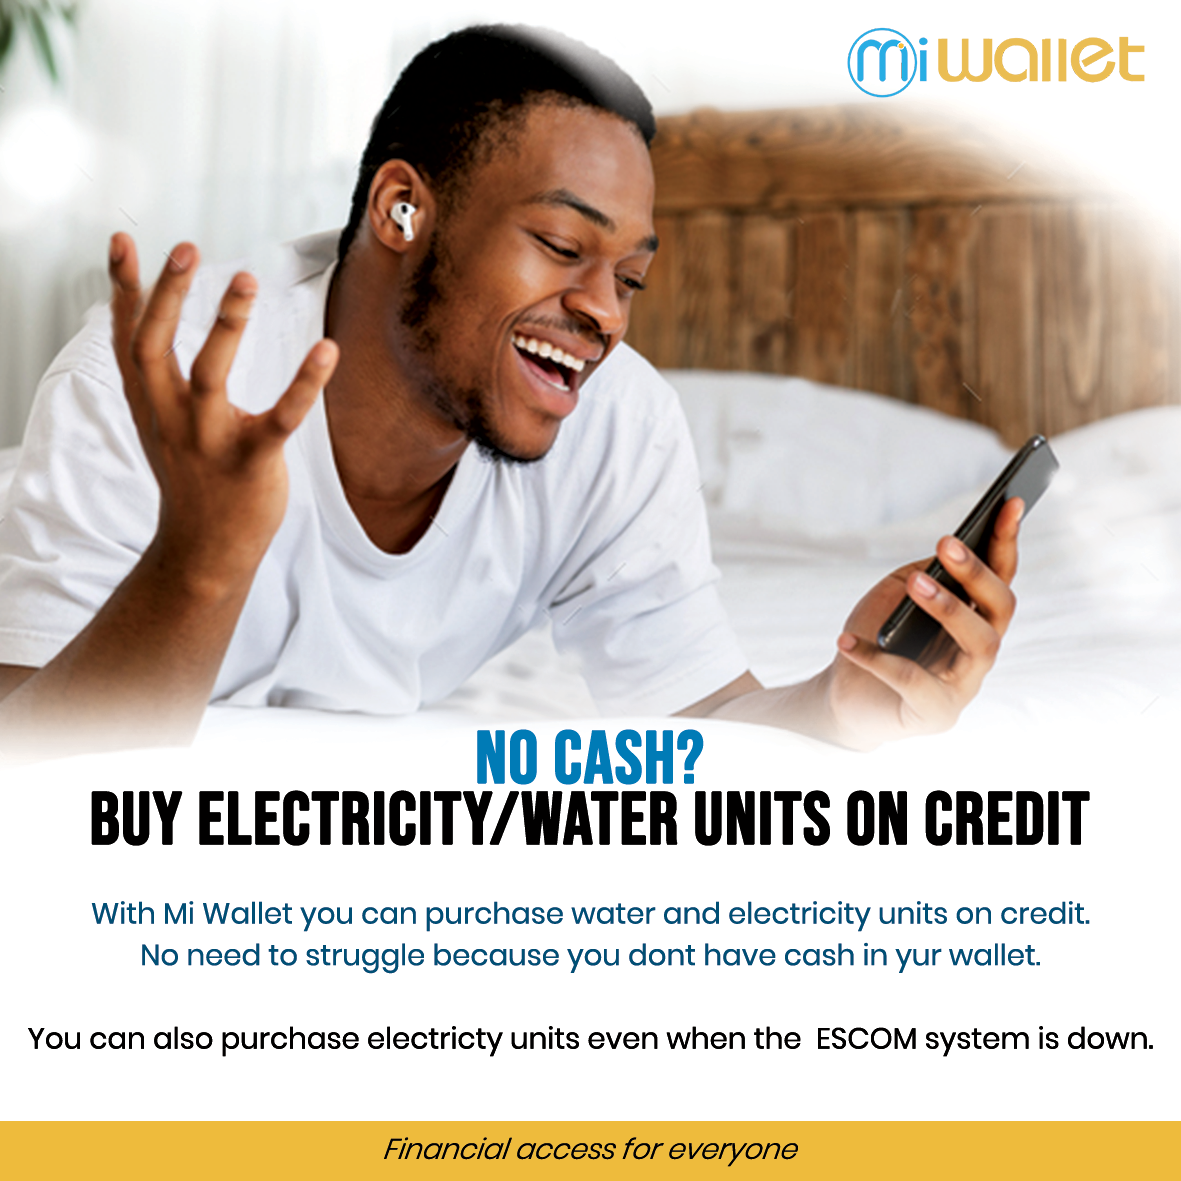 mi wallet
NO CASH?
BUY ELECTRICITY/WATER UNITS ON CREDIT
With Mi Wallet you can purchase water and electricity units on credit.
No need to struggle because you dont have cash in yur wallet.
You can also purchase electricty units even when the ESCOM system is down.
Financial access for everyone